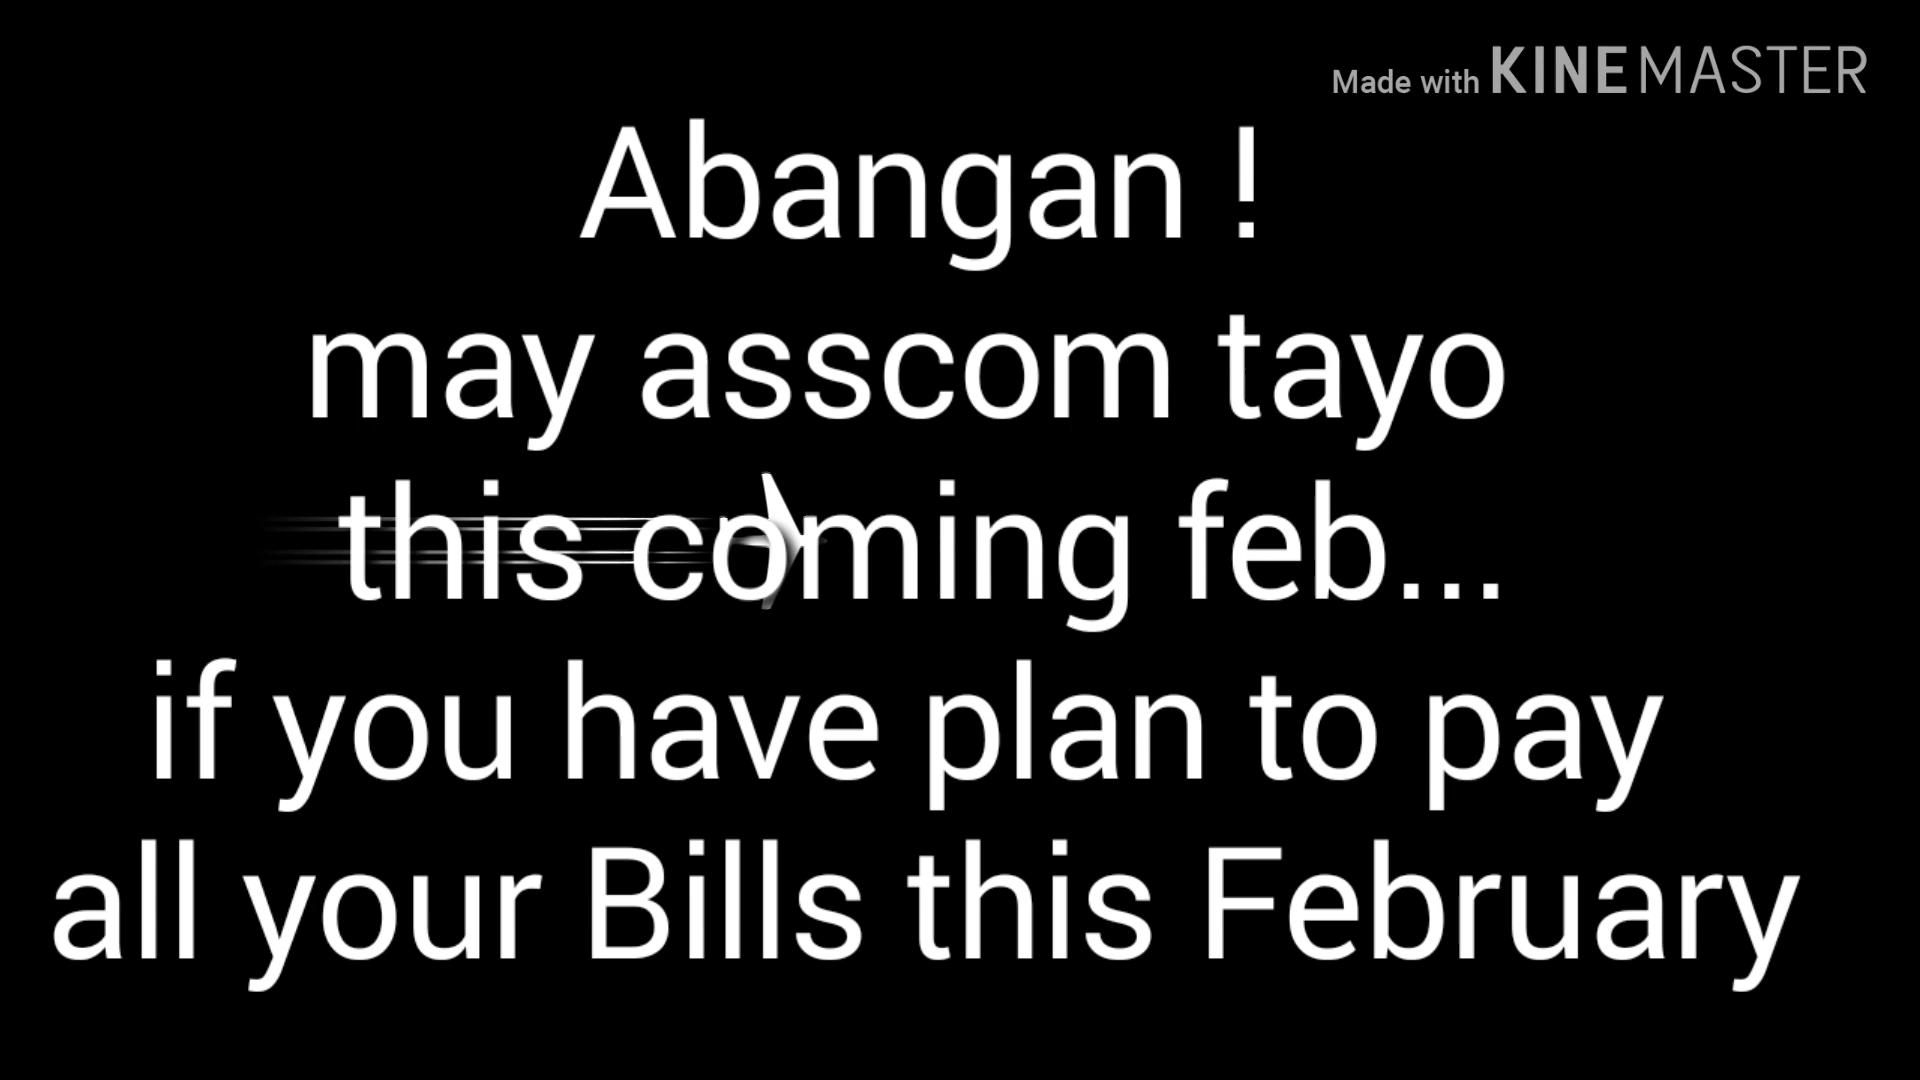 Made with KINEMASTER
Abangan !
may asscom tayo
this coming feb...
if you have plan to pay
all your Bills this February